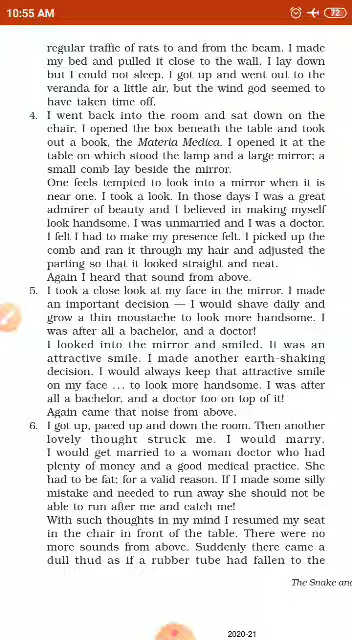 10:55 AM
72
regular traffic of rats to and from the beam. I made
my bed and pulled it close to the wall. I lay down
but I could not sleep. I got up and went out to the
veranda for a little air, but the wind god seemed to
have taken time off.
4. I went back into the room and sat down on the
chair. I opened the box beneath the table and took
out a book, the Materia Medica. I opened it at the
table on which stood the lamp and a large mirror; a
small comb lay beside the mirror.
One feels tempted to look into a mirror when it is
near one. I took a look. In those days I was a great
admirer of beauty and I believed in making myself
look handsome. I was unmarried and I was a doctor.
I felt I had to make my presence felt. I picked up the
comb and ran it through my hair and adjusted the
parting so that it looked straight and neat.
Again I heard that sound from above.
5. I took a close look at my face in the mirror. I made
an important decision — I would shave daily and
grow a thin moustache to look more handsome. I
was after all a bachelor, and a doctor!
I looked into the mirror and smiled. It was an
attractive smile. I made another earth-shaking
decision. I would always keep that attractive smile
on my face ... to look more handsome. I was after
all a bachelor, and a doctor too on top of it!
Again came that noise from above.
6. I got up, paced up and down the room. Then another
lovely thought struck me. I would marry.
I would get married to a woman doctor who had
plenty of money and a good medical practice. She
had to be fat; for a valid reason. If I made some silly
mistake and needed to run away she should not be
able to run after me and catch me!
With such thoughts in my mind I resumed my seat
in the chair in front of the table. There were no
more sounds from above. Suddenly there came a
dull thud as if a rubber tube had fallen to the
The Snake and
2020-21